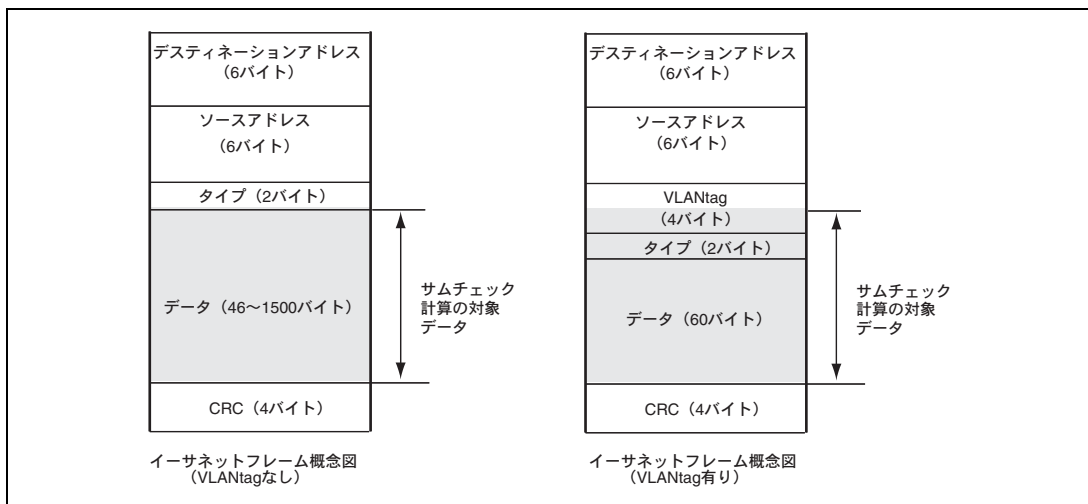 デスティネーションアドレス
(6バイト)
ソースアドレス
(6バイト)
タイプ(2バイト)
データ(46～1500バイト)
CRC(4バイト)
サムチェック
計算の対象
データ
イーサネットフレーム概念図
(VLANtagなし)
デスティネーションアドレス
(6バイト)
ソースアドレス
(6バイト)
VLANtag
(4バイト)
タイプ(2バイト)
データ(60バイト)
CRC(4バイト)
サムチェック
計算の対象
データ
イーサネットフレーム概念図
(VLANtag有り)